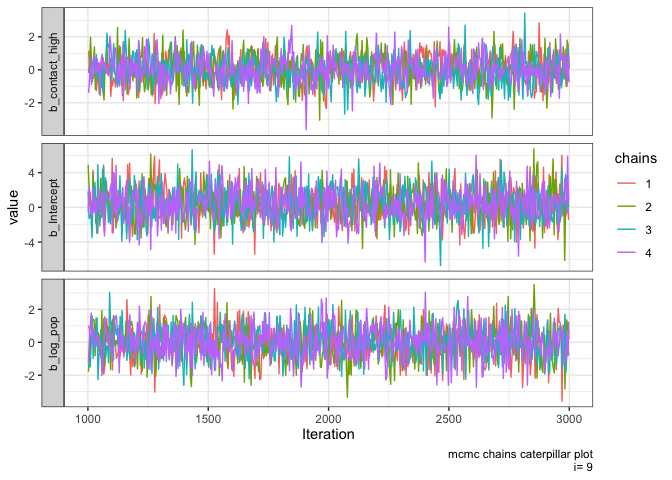 b_contact_high
2
0
-2
b_Intercept
4
0
-4
b_log_pop
2
0
-2
value
1000 1500 2000 2500 3000
Iteration
chains
1
2
3
4
mcmc chains caterpillar plot
i= 9